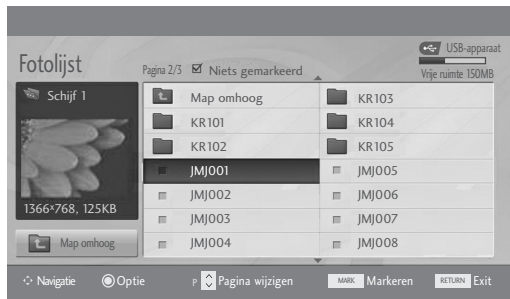 USB-apparaat
Fotolijst
Pagina 2/3 Niets gemarkeerd
Vrije ruimte 150MB
Schijf 1
1366×768, 125KB
Map omhoog
Map omhoog
KR101
KR102
JMJ001
JMJ002
JMJ003
JMJ004
KR103
KR104
KR105
JMJ005
JMJ006
JMJ007
JMJ008
Navigatie Optie P Pagina wijzigen MARK Markeren RETURN Exit